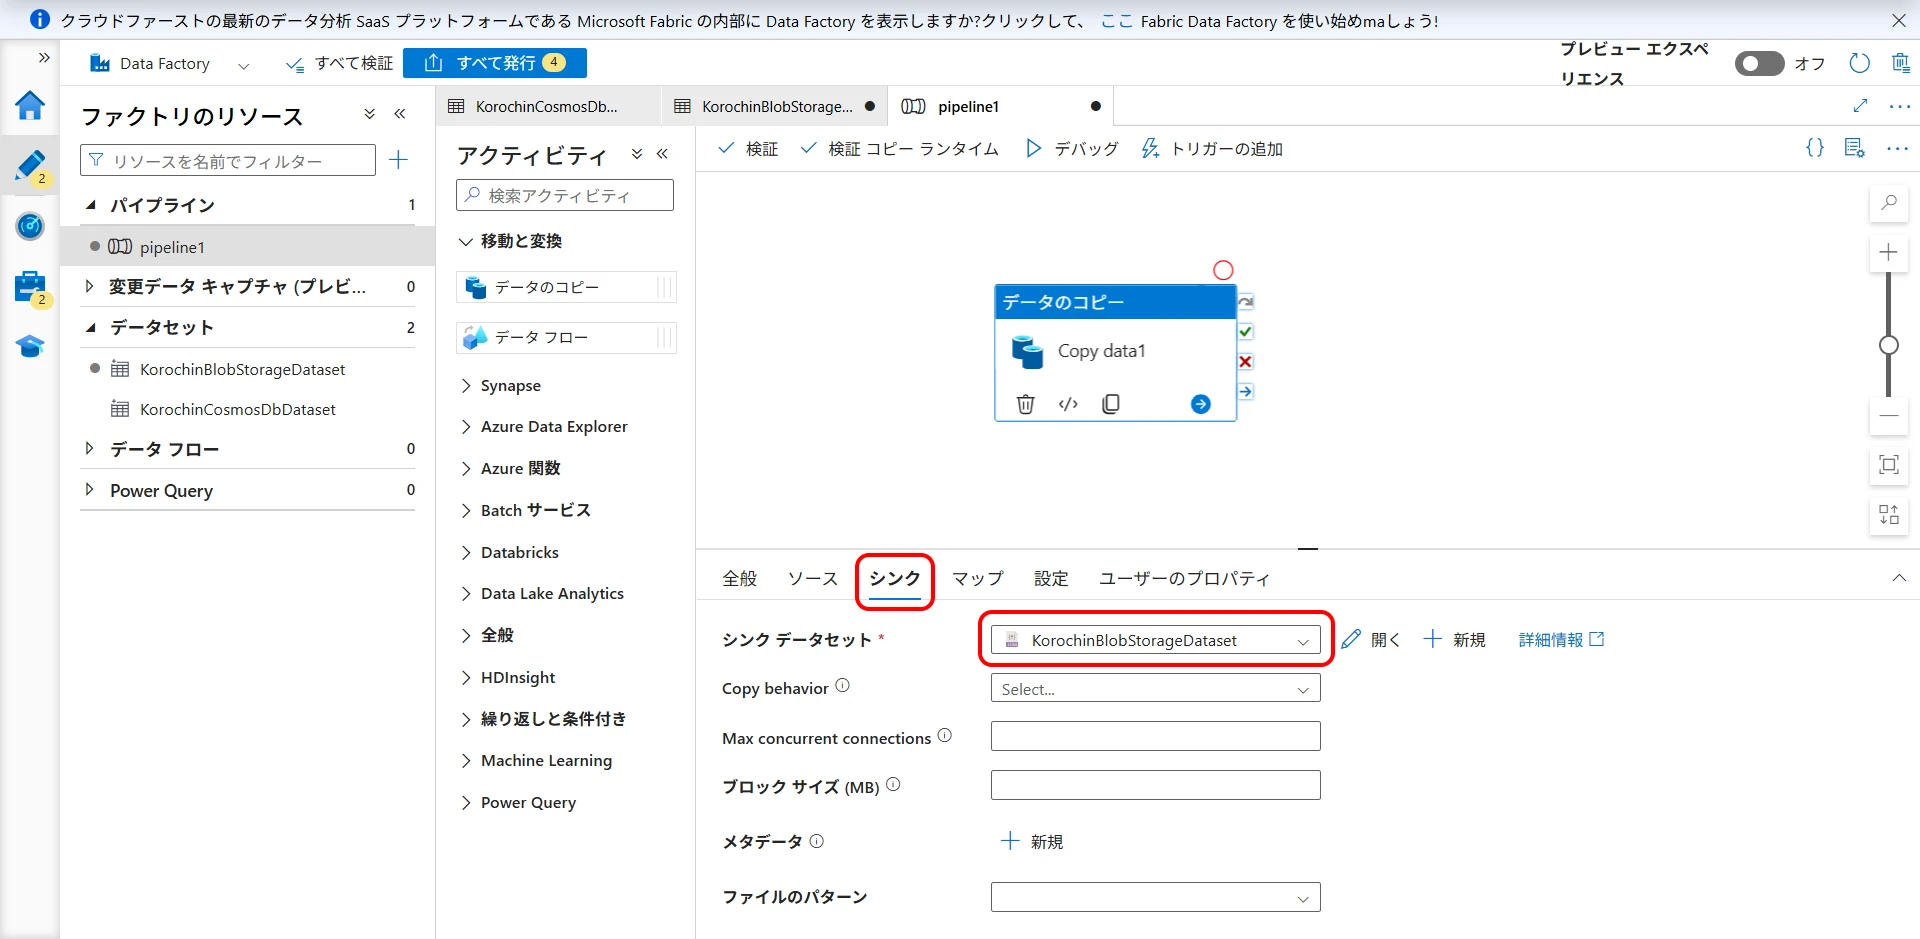 クラウドファーストの最新のデータ分析 SaaS プラットフォームである Microsoft Fabric の内部に Data Factory を表示しますか?クリックして、 ここ Fabric Data Factory を使い始めmaしょう!
Data Factory
すべて検証
すべて発行 4
プレビュー エクスペ
リエンス
オフ
ファクトリのリソース
リソースを名前でフィルター
パイプライン 1
pipeline1
変更データ キャプチャ (プレビ... 0
データセット 2
KorochinBlobStorageDataset
KorochinCosmosDbDataset
データ フロー 0
Power Query 0
2
2
KorochinCosmosDb...
KorochinBlobStorage...
pipeline1
アクティビティ
検索アクティビティ
移動と変換
データのコピー
データ フロー
Synapse
Azure Data Explorer
Azure 関数
Batch サービス
Databricks
Data Lake Analytics
全般
HDInsight
繰り返しと条件付き
Machine Learning
Power Query
検証
検証 コピー ランタイム
デバッグ
トリガーの追加
データのコピー
Copy data1
全般
ソース
シンク
マップ
設定
ユーザーのプロパティ
シンク データセット *
KorochinBlobStorageDataset
開く
新規
詳細情報
Copy behavior
Select...
Max concurrent connections
ブロック サイズ (MB)
メタデータ
新規
ファイルのパターン